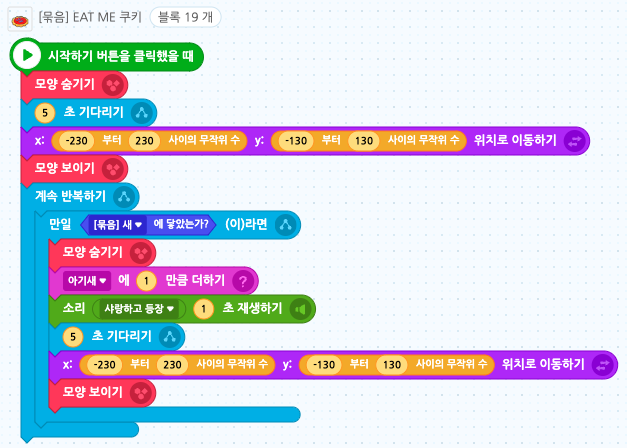 [묶음] EAT ME 쿠키 블록 19 개
시작하기 버튼을 클릭했을 때
모양 숨기기
5 초 기다리기
x: -230 부터 230 사이의 무작위 수 y: -130 부터 130 사이의 무작위 수 위치로 이동하기
모양 보이기
계속 반복하기
만일 [묶음] 새 에 닿았는가? (이)라면
모양 숨기기
아기새 에 1 만큼 더하기 ?
소리 사랑하고 등장 1 초 재생하기
5 초 기다리기
x: -230 부터 230 사이의 무작위 수 y: -130 부터 130 사이의 무작위 수 위치로 이동하기
모양 보이기